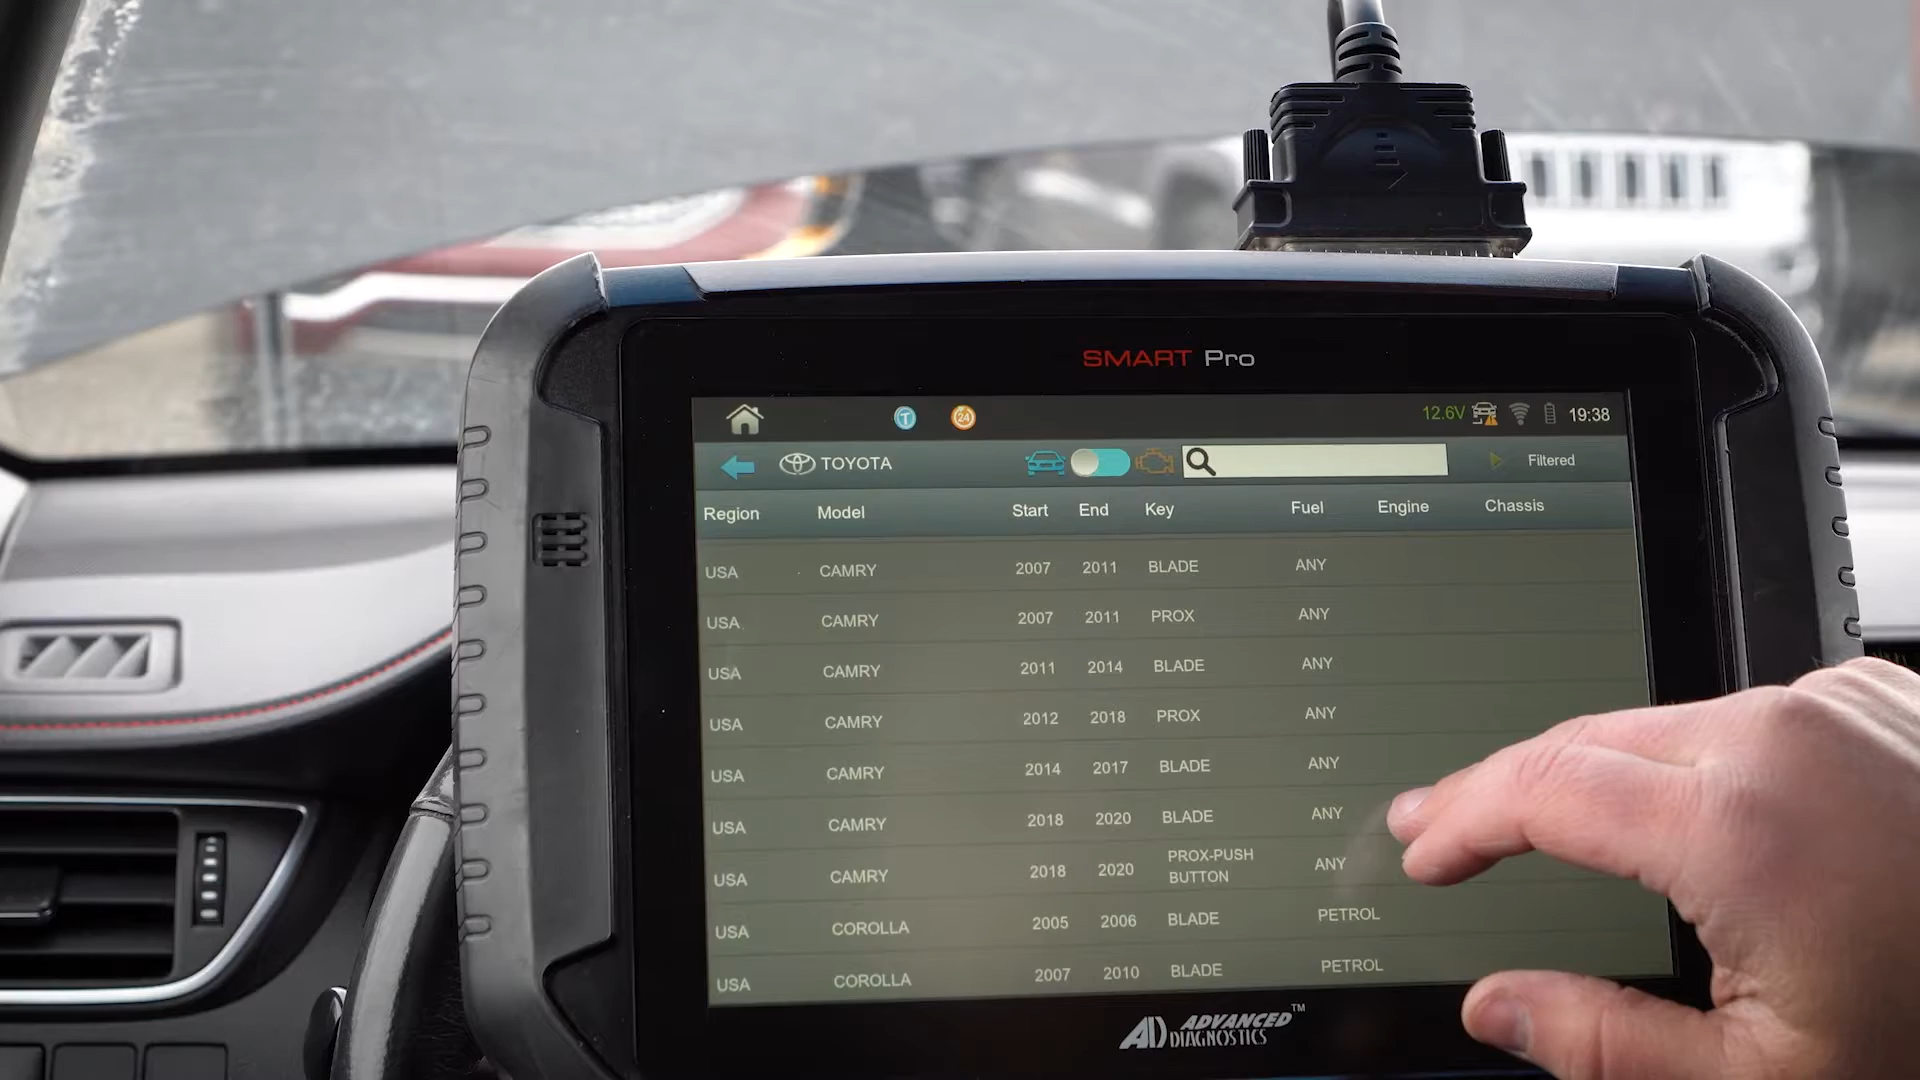 SMART Pro
T 24 12.6V 19:38
TOYOTA Filtered
Region Model Start End Key Fuel Engine Chassis
USA CAMRY 2007 2011 BLADE ANY
USA CAMRY 2007 2011 PROX ANY
USA CAMRY 2011 2014 BLADE ANY
USA CAMRY 2012 2018 PROX ANY
USA CAMRY 2014 2017 BLADE ANY
USA CAMRY 2018 2020 BLADE ANY
USA CAMRY 2018 2020 PROX-PUSH BUTTON ANY
USA COROLLA 2005 2006 BLADE PETROL
USA COROLLA 2007 2010 BLADE PETROL
AD ADVANCED DIAGNOSTICS™